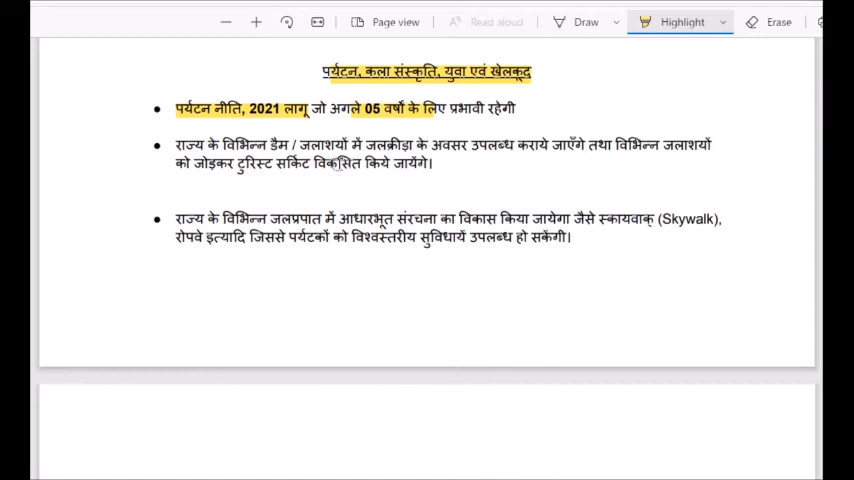 Page view
Read aloud
Draw
Highlight
Erase
पर्यटन, कला संस्कृति, युवा एवं खेलकूद
● पर्यटन नीति, 2021 लागू जो अगले 05 वर्षों के लिए प्रभावी रहेगी
● राज्य के विभिन्न डैम / जलाशयों में जलक्रीड़ा के अवसर उपलब्ध कराये जाएँगे तथा विभिन्न जलाशयों
को जोड़कर टुरिस्ट सर्किट विकसित किये जायेंगे।
● राज्य के विभिन्न जलप्रपात में आधारभूत संरचना का विकास किया जायेगा जैसे स्कायवाक् (Skywalk),
रोपवे इत्यादि जिससे पर्यटकों को विश्वस्तरीय सुविधायें उपलब्ध हो सकेंगी।